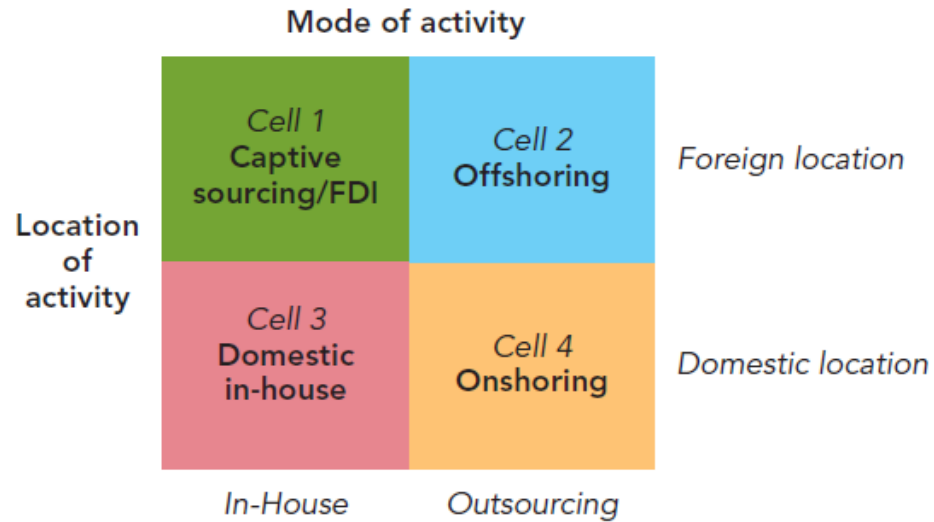 Mode of activity
Cell 1
Captive
sourcing/FDI
Cell 2
Offshoring
Foreign location
Location
of
activity
Cell 3
Domestic
in-house
Cell 4
Onshoring
Domestic location
In-House
Outsourcing